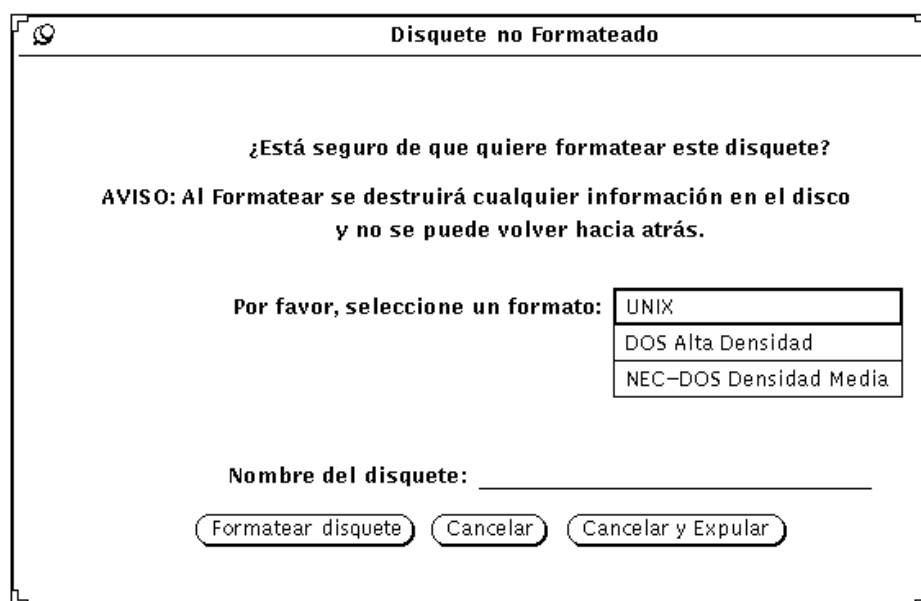 Disquete no Formateado
¿Está seguro de que quiere formatear este disquete?
AVISO: Al Formatear se destruirá cualquier información en el disco
y no se puede volver hacia atrás.
Por favor, seleccione un formato: UNIX
DOS Alta Densidad
NEC-DOS Densidad Media
Nombre del disquete:
Formatear disquete Cancelar Cancelar y Expular